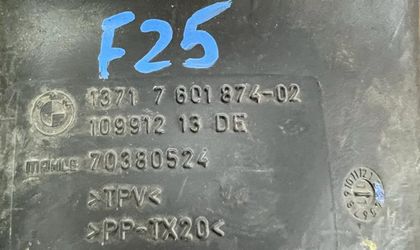 F25
1371 7 601 874-02
109912 13 DE
MAHLE 70380524
>TPV<
>PP-TX20<